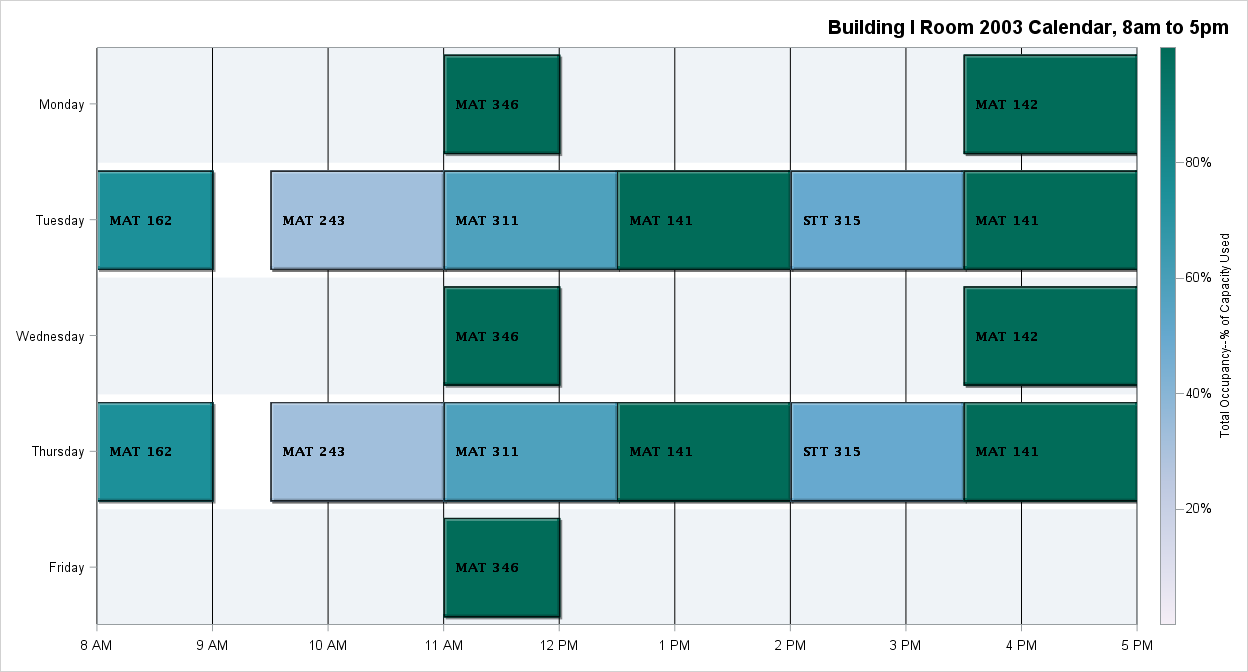 Building I Room 2003 Calendar, 8am to 5pm
Monday
MAT 346
MAT 142
Tuesday
MAT 162
MAT 243
MAT 311
MAT 141
STT 315
MAT 141
Wednesday
MAT 346
MAT 142
Thursday
MAT 162
MAT 243
MAT 311
MAT 141
STT 315
MAT 141
Friday
MAT 346
8 AM
9 AM
10 AM
11 AM
12 PM
1 PM
2 PM
3 PM
4 PM
5 PM
80%
60%
40%
20%
Total Occupancy--% of Capacity Used